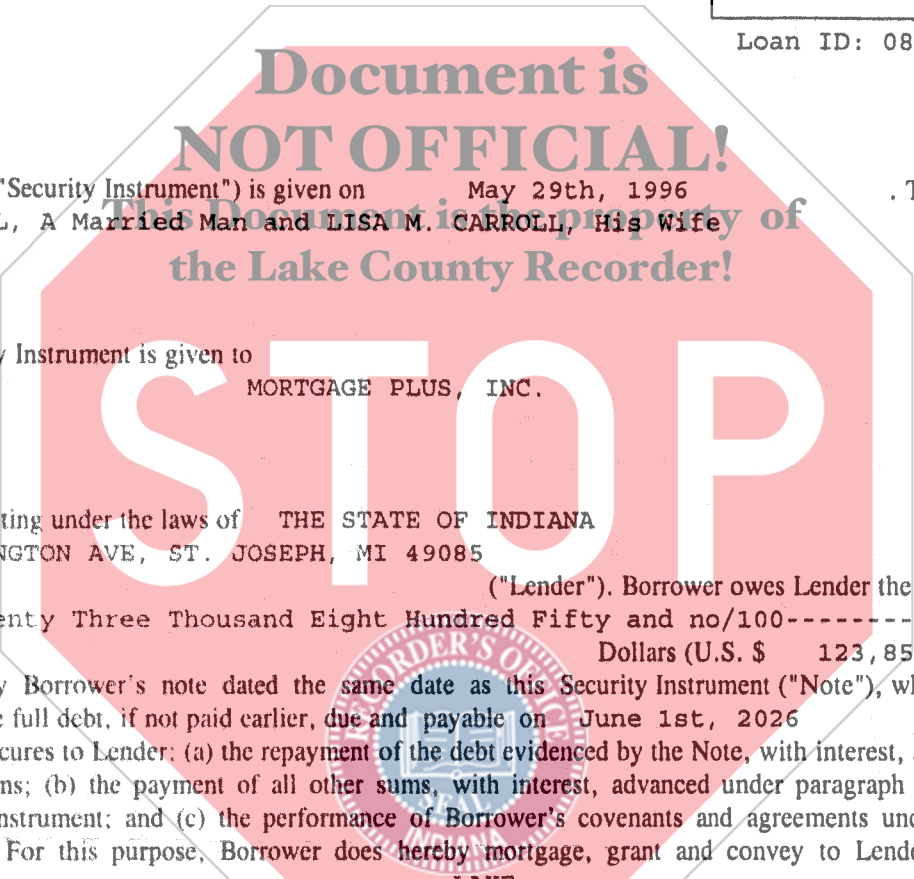 Loan ID: 08
Document is
NOT OFFICIAL!
"Security Instrument") is given on May 29th, 1996 . T
L, A Married Man and LISA M. CARROLL, His Wife
This Document is the property of
the Lake County Recorder!
y Instrument is given to
MORTGAGE PLUS, INC.
STOP
ting under the laws of THE STATE OF INDIANA
NGTON AVE, ST. JOSEPH, MI 49085
("Lender"). Borrower owes Lender the
enty Three Thousand Eight Hundred Fifty and no/100--------
Dollars (U.S. $ 123,85
y Borrower's note dated the same date as this Security Instrument ("Note"), wh
e full debt, if not paid earlier, due and payable on June 1st, 2026
cures to Lender: (a) the repayment of the debt evidenced by the Note, with interest,
ns; (b) the payment of all other sums, with interest, advanced under paragraph
nstrument; and (c) the performance of Borrower's covenants and agreements und
For this purpose, Borrower does hereby mortgage, grant and convey to Lende
RECORDER'S OFFICE
SEAL
INDIANA
LAKE